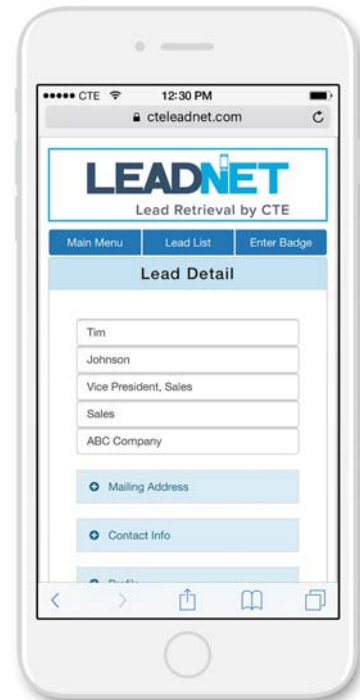 CTE 12:30 PM
cteleadnet.com
LEADNET
Lead Retrieval by CTE
Main Menu Lead List Enter Badge
Lead Detail
Tim
Johnson
Vice President, Sales
Sales
ABC Company
Mailing Address
Contact Info
Profile